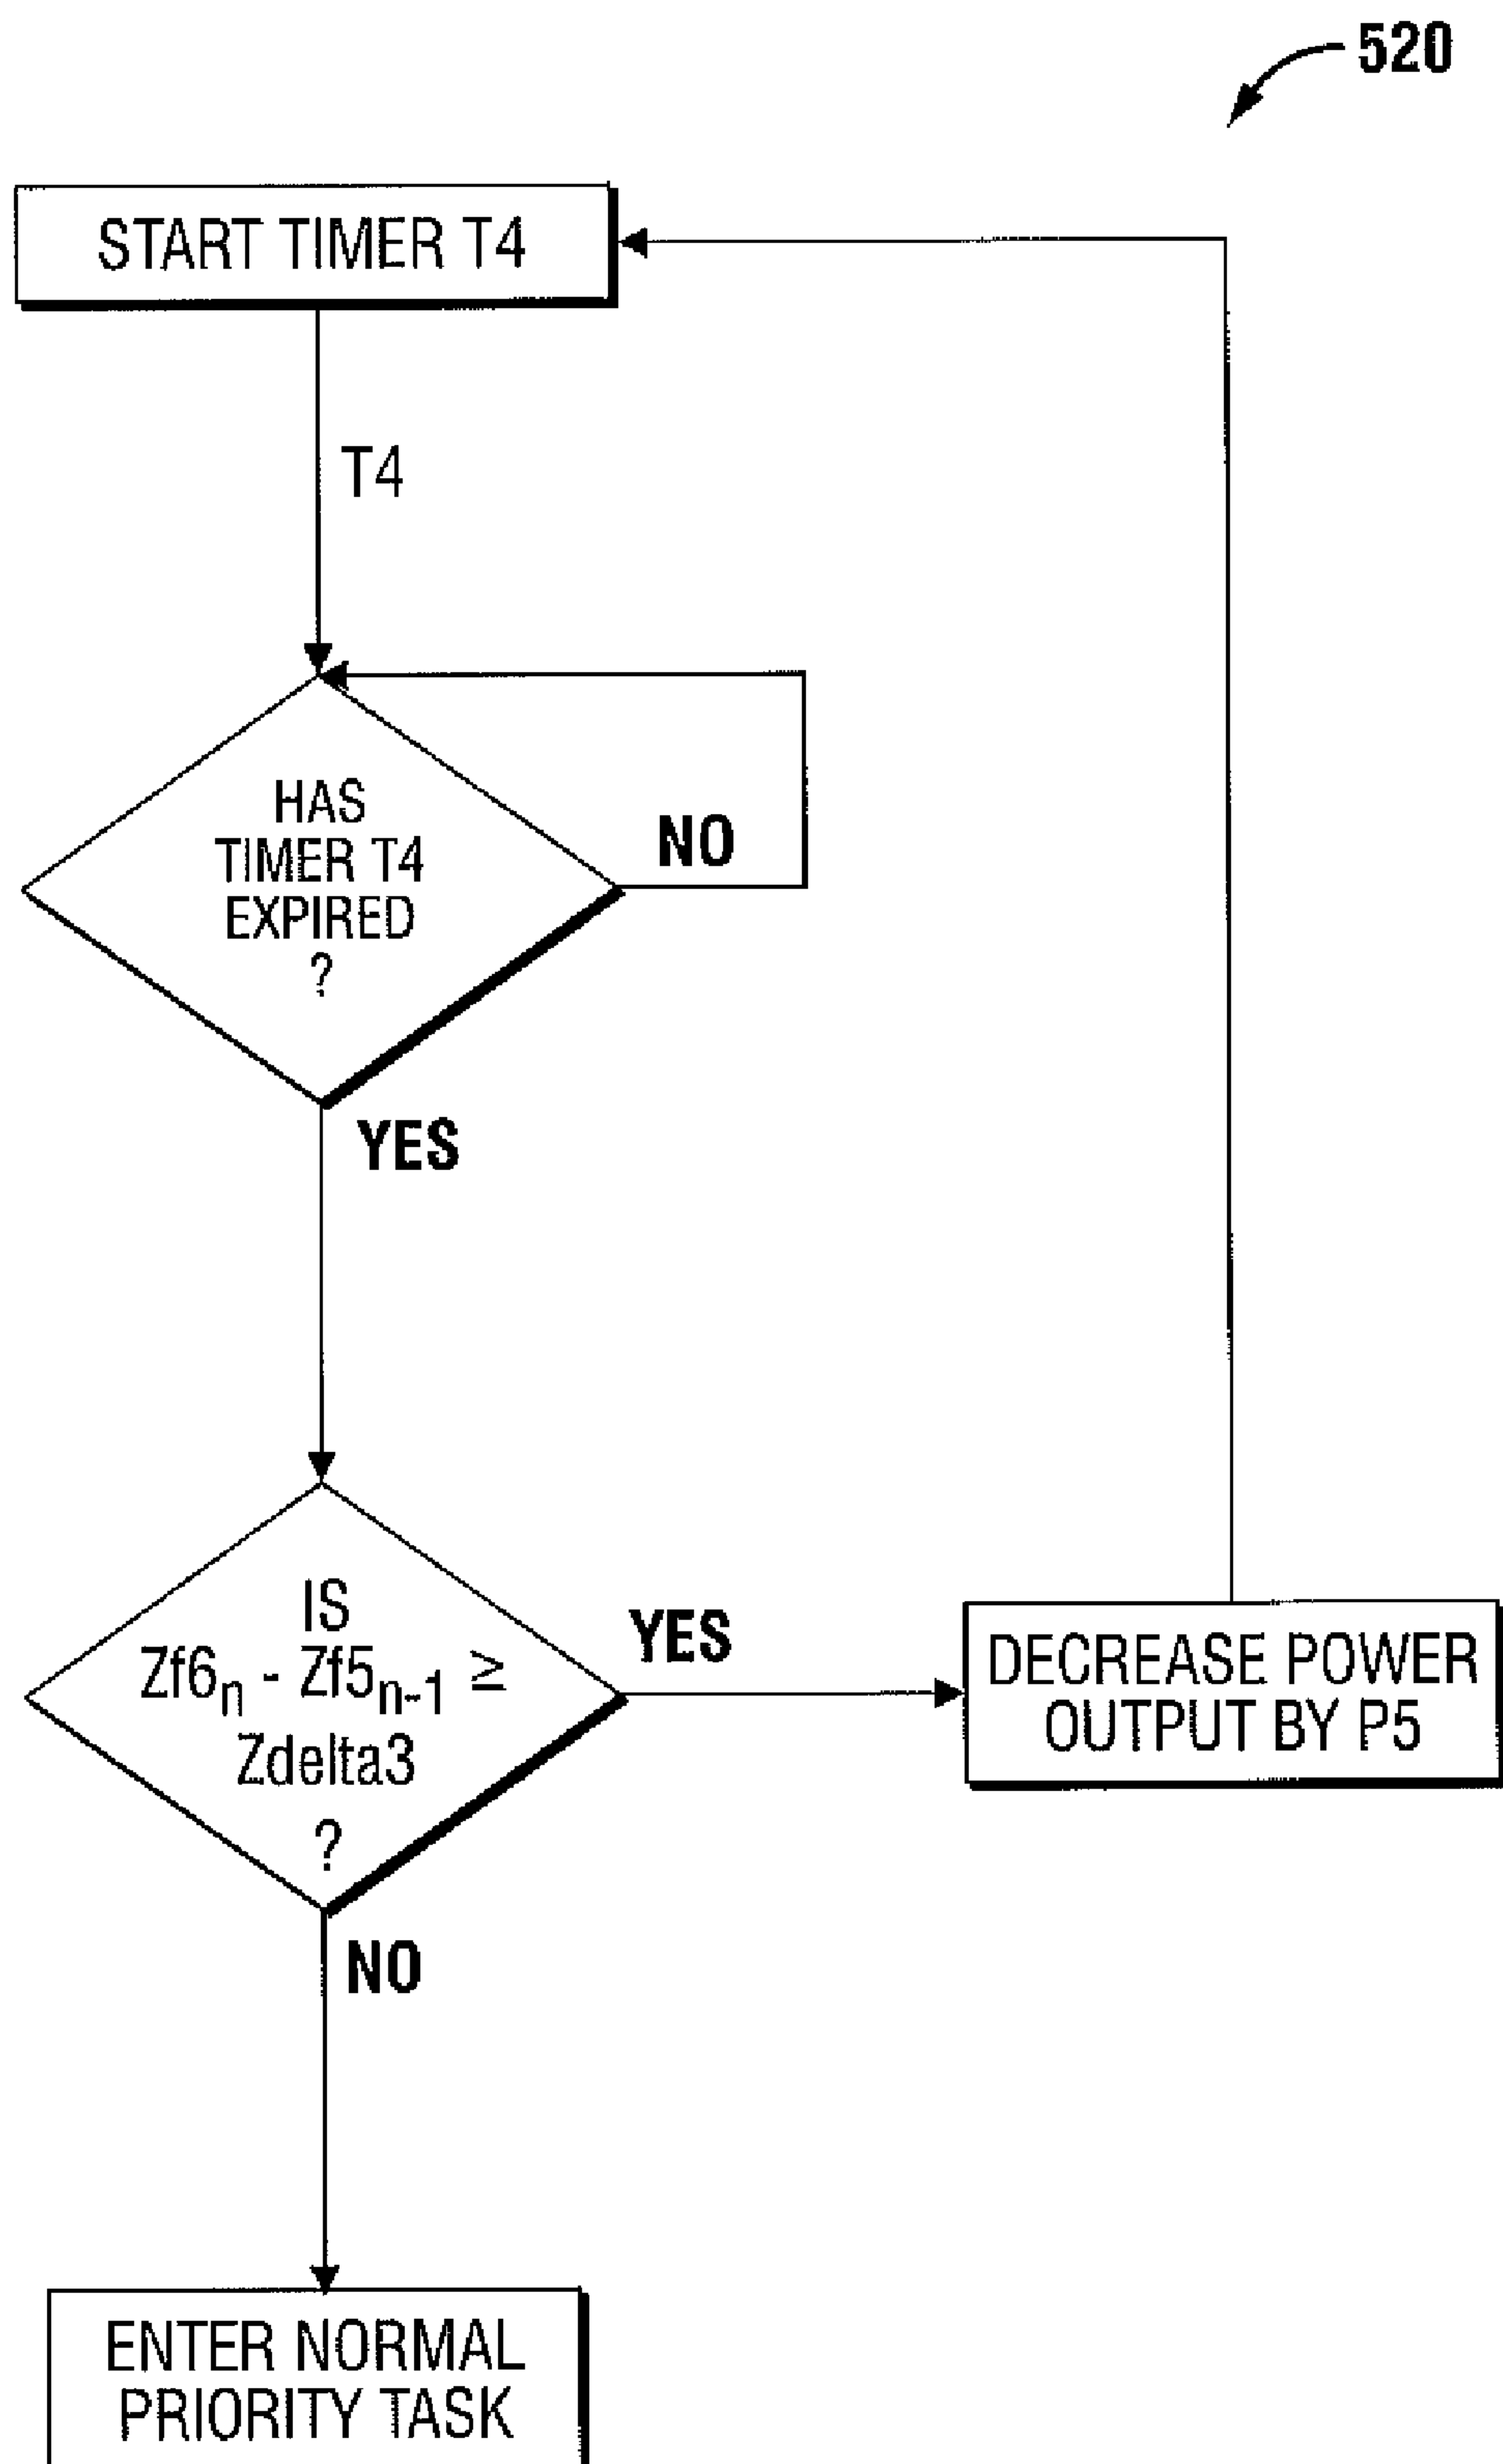 520
START TIMER T4
T4
HAS
TIMER T4
EXPIRED
?
NO
YES
IS
Zf6n - Zf5n-1 ≥
Zdelta3
?
YES
DECREASE POWER
OUTPUT BY P5
NO
ENTER NORMAL
PRIORITY TASK